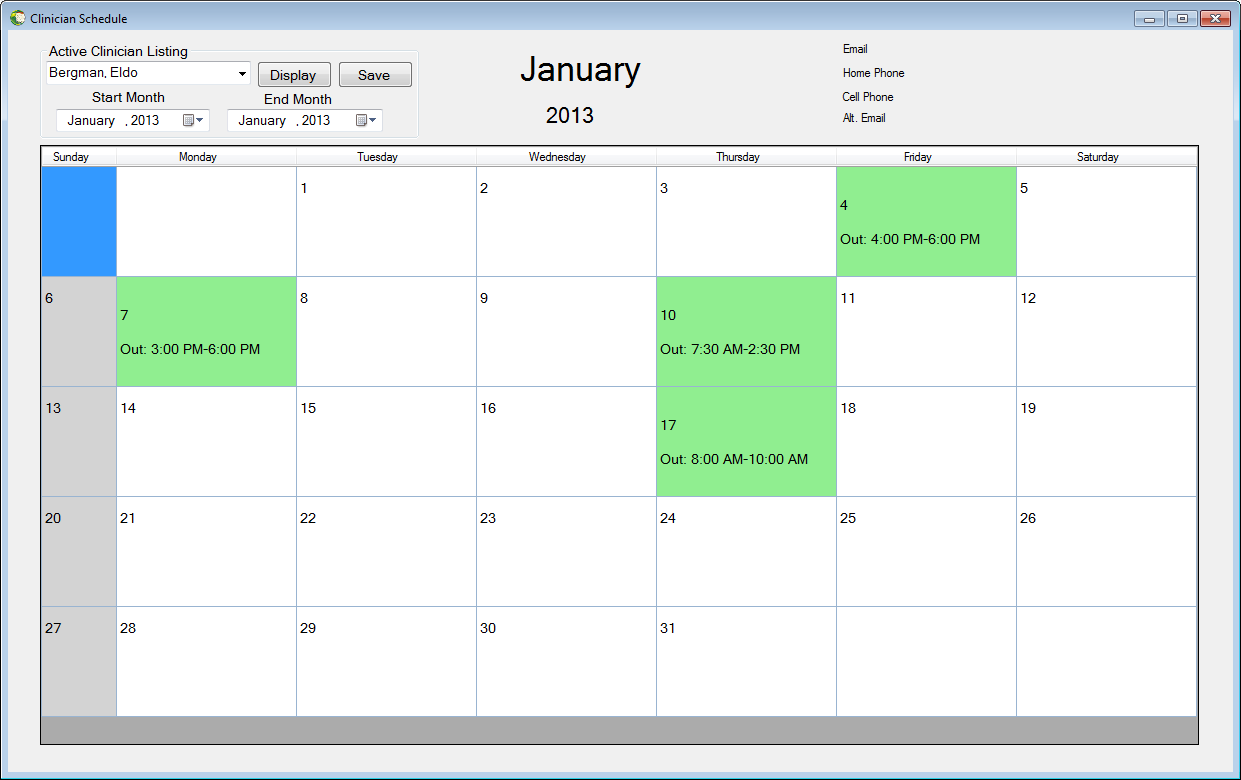 Clinician Schedule
Active Clinician Listing
Bergman, Eldo
Display
Save
Start Month
End Month
January , 2013
January , 2013
January
2013
Email
Home Phone
Cell Phone
Alt. Email
Sunday Monday Tuesday Wednesday Thursday Friday Saturday
1 2 3 4 5
Out: 4:00 PM-6:00 PM
6 7 8 9 10 11 12
Out: 3:00 PM-6:00 PM Out: 7:30 AM-2:30 PM
13 14 15 16 17 18 19
Out: 8:00 AM-10:00 AM
20 21 22 23 24 25 26
27 28 29 30 31